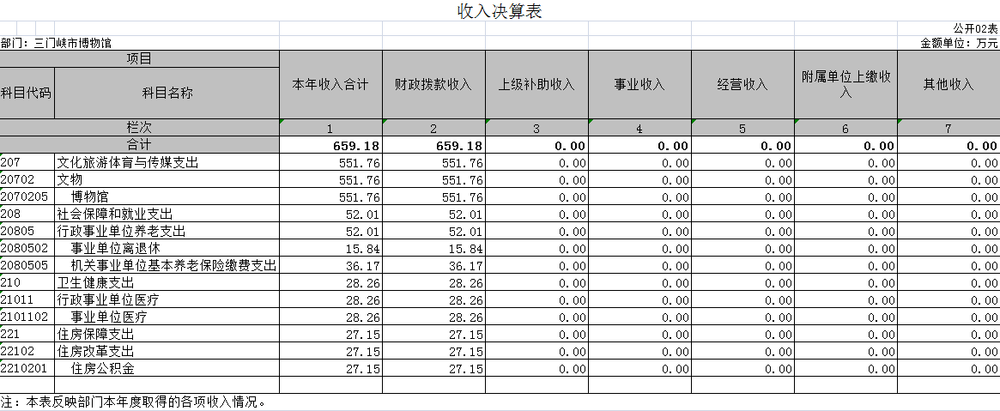 收入决算表
公开02表
部门：三门峡市博物馆 金额单位：万元
项目 本年收入合计 财政拨款收入 上级补助收入 事业收入 经营收入 附属单位上缴收入 其他收入
科目代码 科目名称
栏次 1 2 3 4 5 6 7
合计 659.18 659.18 0.00 0.00 0.00 0.00 0.00
207 文化旅游体育与传媒支出 551.76 551.76 0.00 0.00 0.00 0.00 0.00
20702 文物 551.76 551.76 0.00 0.00 0.00 0.00 0.00
2070205 博物馆 551.76 551.76 0.00 0.00 0.00 0.00 0.00
208 社会保障和就业支出 52.01 52.01 0.00 0.00 0.00 0.00 0.00
20805 行政事业单位养老支出 52.01 52.01 0.00 0.00 0.00 0.00 0.00
2080502 事业单位离退休 15.84 15.84 0.00 0.00 0.00 0.00 0.00
2080505 机关事业单位基本养老保险缴费支出 36.17 36.17 0.00 0.00 0.00 0.00 0.00
210 卫生健康支出 28.26 28.26 0.00 0.00 0.00 0.00 0.00
21011 行政事业单位医疗 28.26 28.26 0.00 0.00 0.00 0.00 0.00
2101102 事业单位医疗 28.26 28.26 0.00 0.00 0.00 0.00 0.00
221 住房保障支出 27.15 27.15 0.00 0.00 0.00 0.00 0.00
22102 住房改革支出 27.15 27.15 0.00 0.00 0.00 0.00 0.00
2210201 住房公积金 27.15 27.15 0.00 0.00 0.00 0.00 0.00
注：本表反映部门本年度取得的各项收入情况。